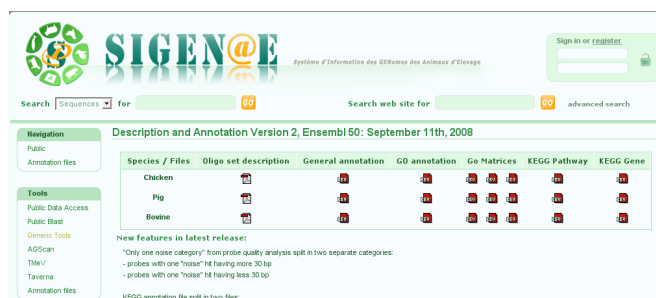 SIGEN@E
Système d'Information des GENomes des Animaux d'Elevage
Sign in or register
Search Sequences for GO
Search web site for GO advanced search
Navigation
Public
Annotation files
Tools
Public Data Access
Public Blast
Generic Tools
AGScan
TMeV
Taverna
Annotation files
Description and Annotation Version 2, Ensembl 50: September 11th, 2008
Species / Files Oligo set description General annotation GO annotation Go Matrices KEGG Pathway KEGG Gene
Chicken
Pig
Bovine
New features in latest release:
"Only one noise category" from probe quality analysis split in two separate categories:
- probes with one "noise" hit having more 30 bp
- probes with one "noise" hit having less 30 bp
KEGG annotation file split in two files: